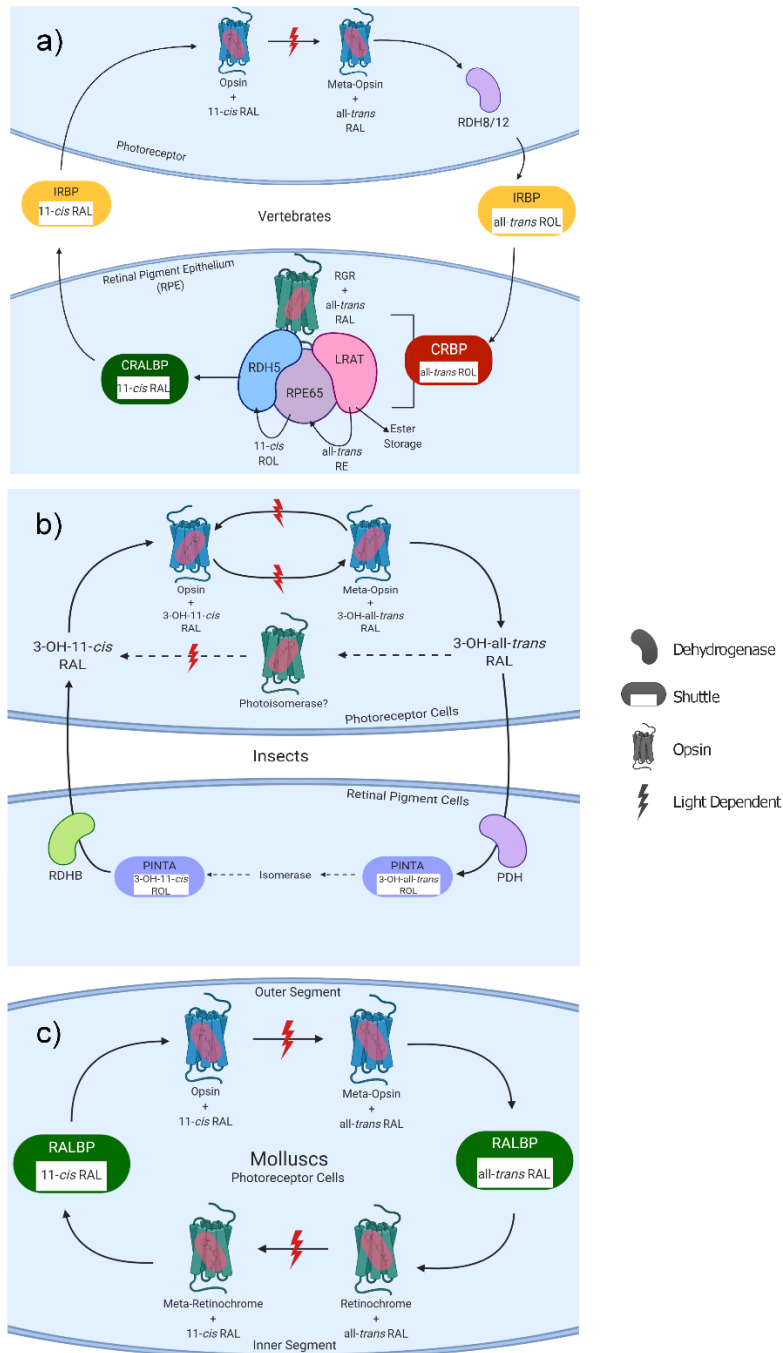 a)
Opsin
+
11-cis RAL
Meta-Opsin
+
all-trans
RAL
RDH8/12
Photoreceptor
IRBP
11-cis RAL
Vertebrates
IRBP
all-trans ROL
Retinal Pigment Epithelium
(RPE)
RGR
+
all-trans
RAL
CRALBP
11-cis RAL
RDH5
RPE65
LRAT
CRBP
all-trans ROL
11-cis
ROL
all-trans
RE
Ester
Storage
b)
Opsin
+
3-OH-11-cis
RAL
Meta-Opsin
+
3-OH-all-trans
RAL
3-OH-11-cis
RAL
3-OH-all-trans
RAL
Photoisomerase?
Photoreceptor Cells
Insects
Retinal Pigment Cells
RDHB
PINTA
3-OH-11-cis
ROL
Isomerase
PINTA
3-OH-all-trans
ROL
PDH
Dehydrogenase
Shuttle
Opsin
Light Dependent
c)
Outer Segment
Opsin
+
11-cis RAL
Meta-Opsin
+
all-trans RAL
RALBP
11-cis RAL
Molluscs
Photoreceptor Cells
RALBP
all-trans RAL
Meta-Retinochrome
+
11-cis RAL
Retinochrome
+
all-trans RAL
Inner Segment